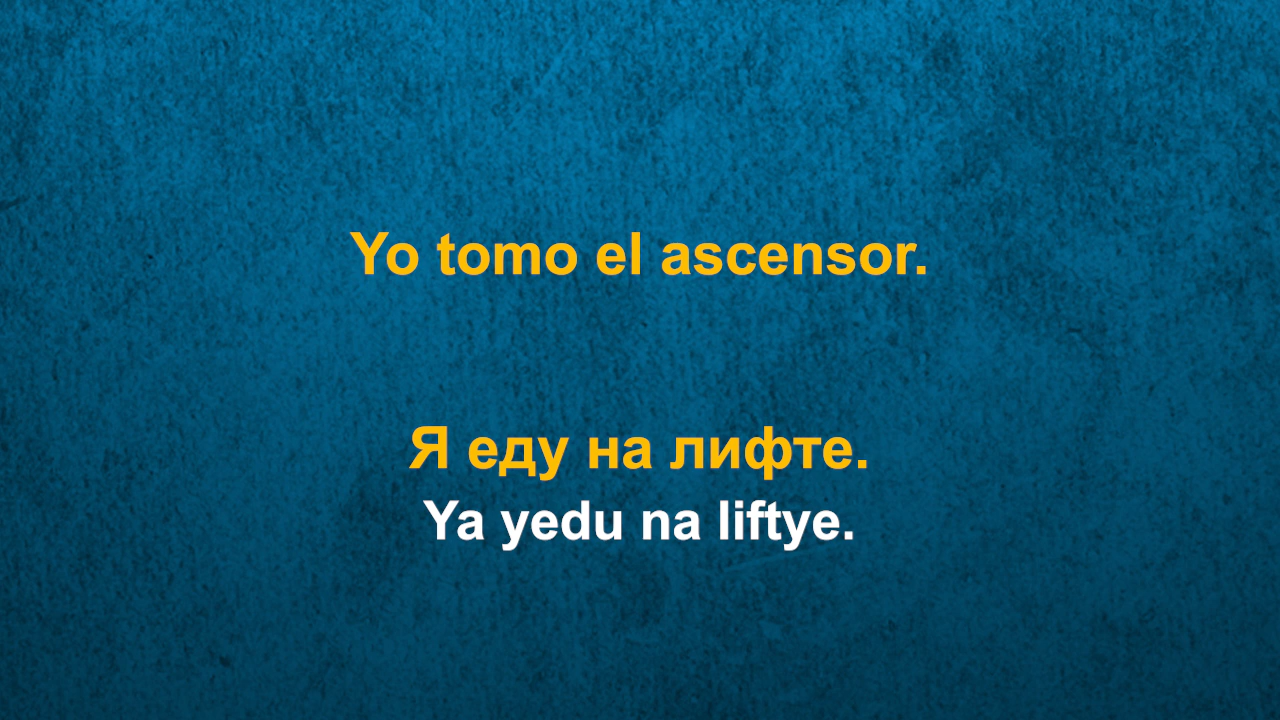 Yo tomo el ascensor.
Я еду на лифте.
Ya yedu na liftye.